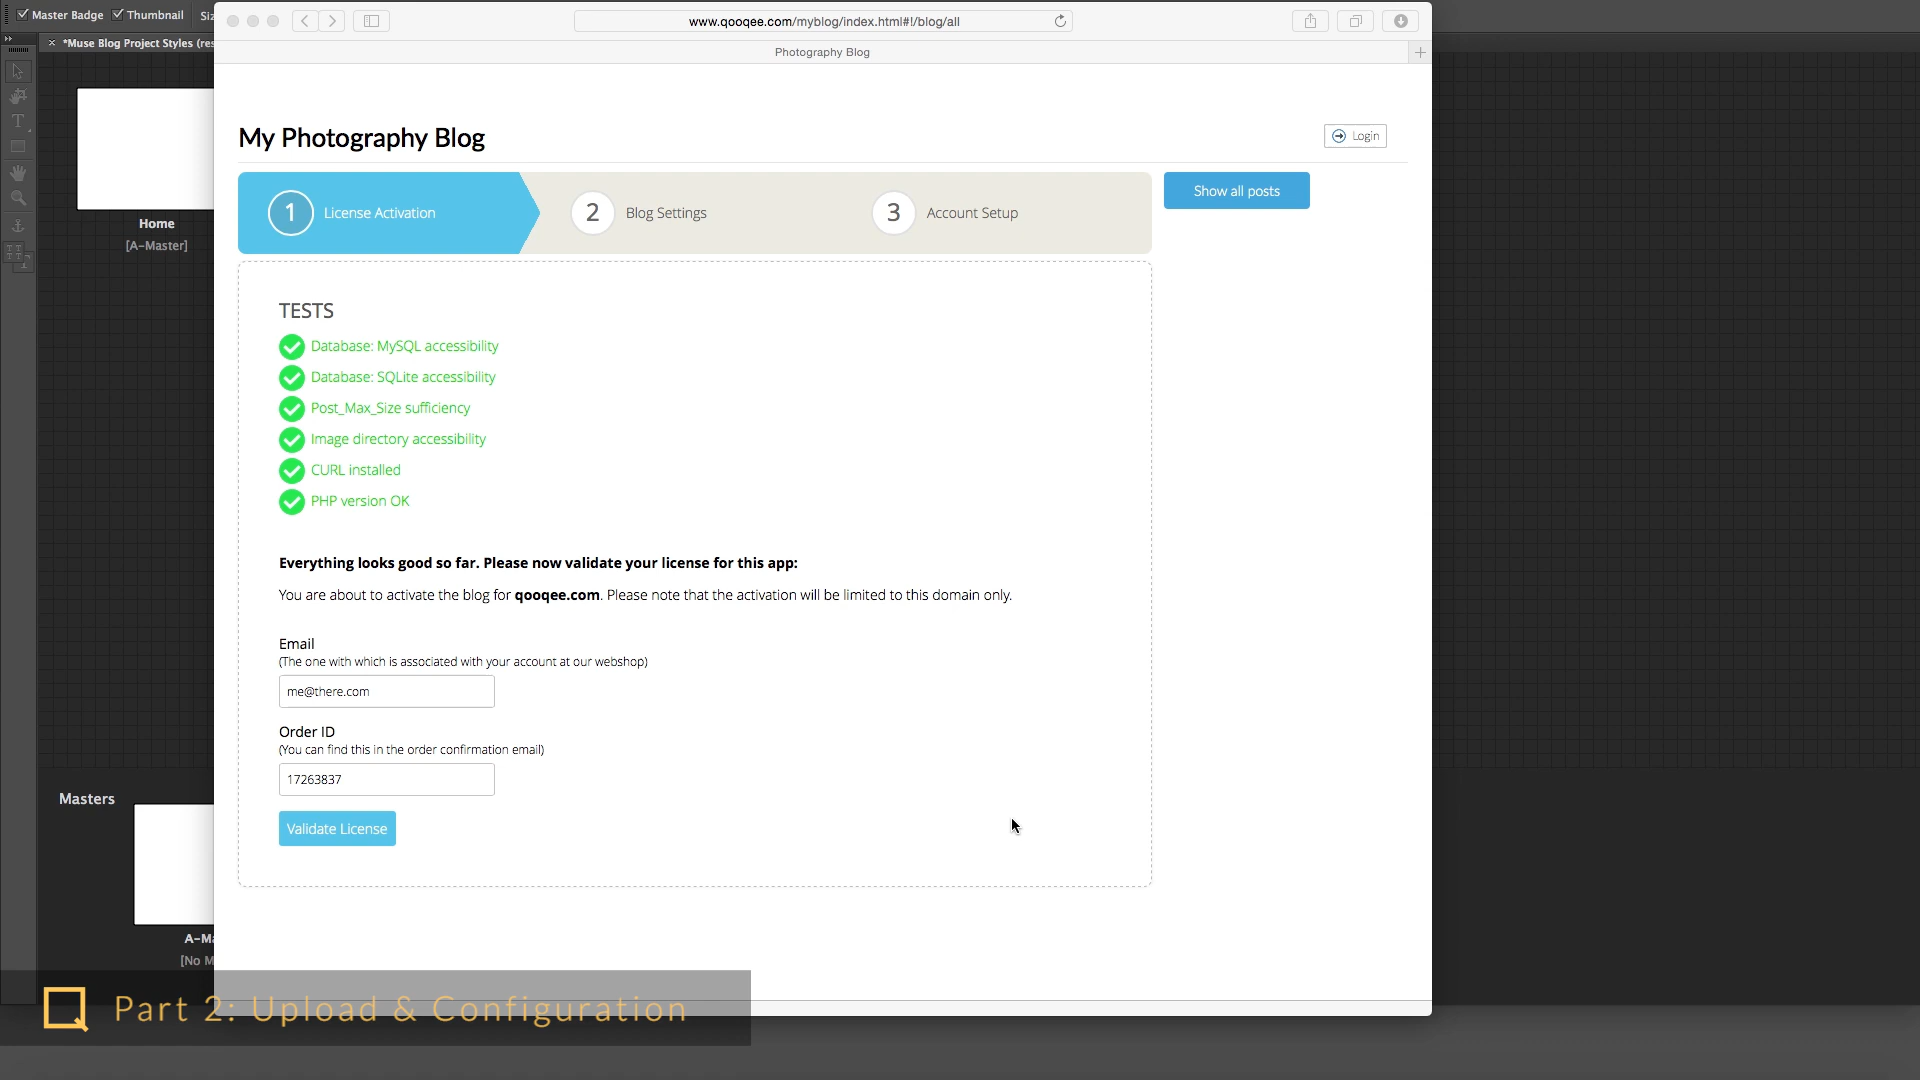 Master Badge
Thumbnail
*Muse Blog Project Styles
www.qooqee.com/myblog/index.html#!/blog/all
Photography Blog
Home
[A-Master]
My Photography Blog
Login
1 License Activation
2 Blog Settings
3 Account Setup
Show all posts
TESTS
Database: MySQL accessibility
Database: SQLite accessibility
Post_Max_Size sufficiency
Image directory accessibility
CURL installed
PHP version OK
Everything looks good so far. Please now validate your license for this app:
You are about to activate the blog for qooqee.com. Please note that the activation will be limited to this domain only.
Email
(The one with which is associated with your account at our webshop)
me@there.com
Order ID
(You can find this in the order confirmation email)
17263837
Validate License
Masters
Part 2: Upload & Configuration